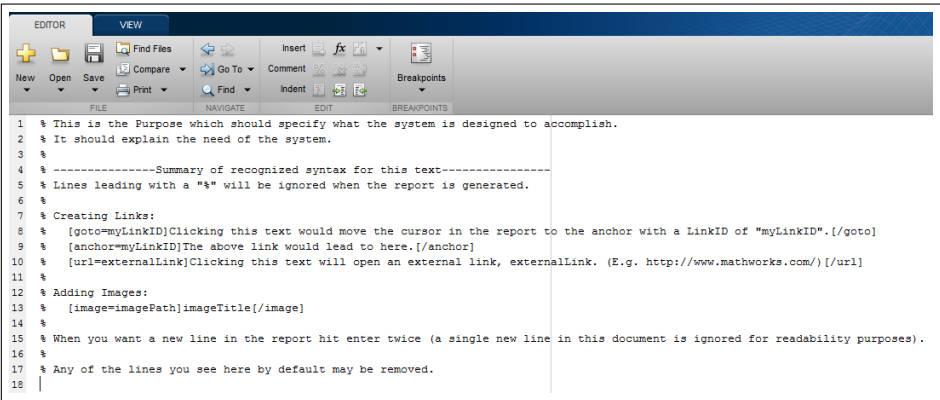 EDITOR VIEW
Find Files Insert fx
New Open Save Compare Go To Comment Breakpoints
Print Find Indent
FILE NAVIGATE EDIT BREAKPOINTS
1 % This is the Purpose which should specify what the system is designed to accomplish.
2 % It should explain the need of the system.
3 %
4 % ---------------Summary of recognized syntax for this text----------------
5 % Lines leading with a "%" will be ignored when the report is generated.
6 %
7 % Creating Links:
8 % [goto=myLinkID]Clicking this text would move the cursor in the report to the anchor with a LinkID of "myLinkID".[/goto]
9 % [anchor=myLinkID]The above link would lead to here.[/anchor]
10 % [url=externalLink]Clicking this text will open an external link, externalLink. (E.g. http://www.mathworks.com/)[/url]
11 %
12 % Adding Images:
13 % [image=imagePath]imageTitle[/image]
14 %
15 % When you want a new line in the report hit enter twice (a single new line in this document is ignored for readability purposes).
16 %
17 % Any of the lines you see here by default may be removed.
18